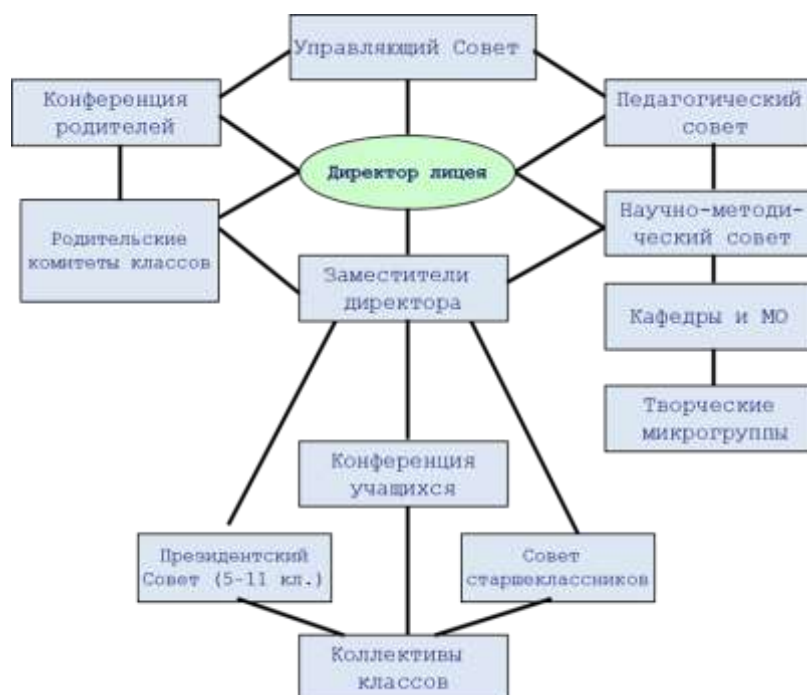 Управляющий Совет
Конференция
родителей
Педагогический
совет
Директор лицея
Родительские
комитеты классов
Научно-методи-
ческий совет
Заместители
директора
Кафедры и МО
Творческие
микрогруппы
Конференция
учащихся
Президентский
Совет (5-11 кл.)
Совет
старшеклассников
Коллективы
классов